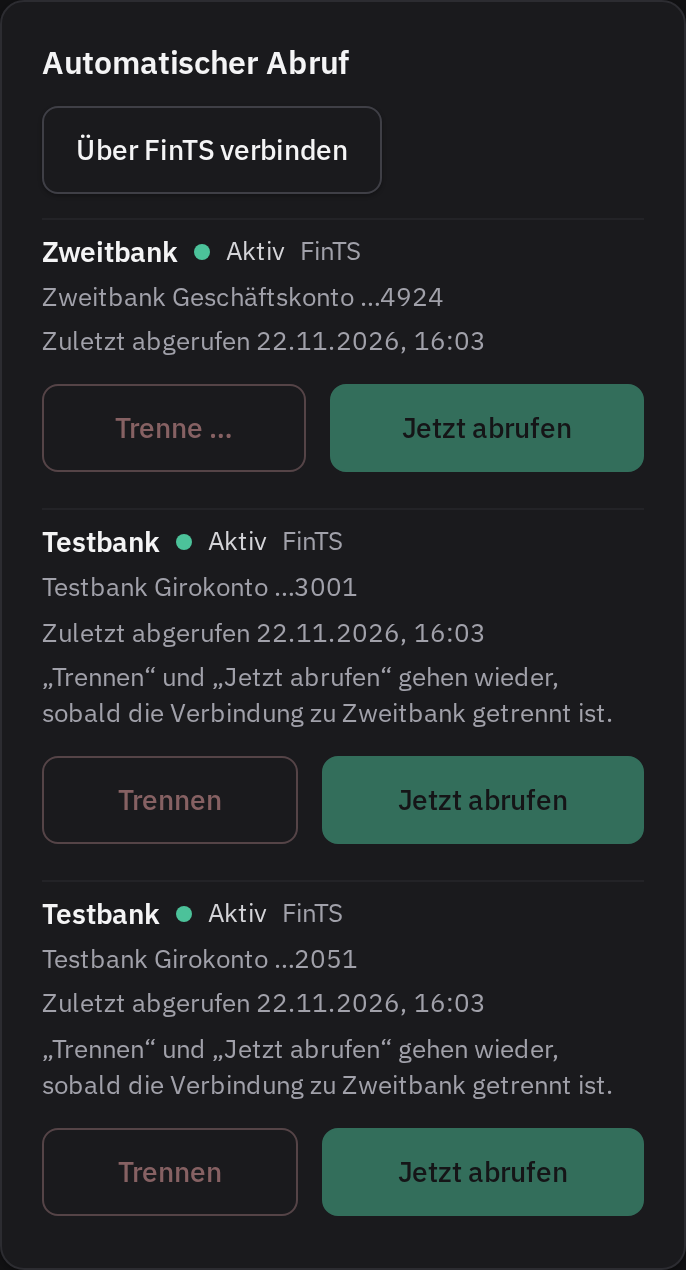 Automatischer Abruf
Über FinTS verbinden
Zweitbank Aktiv FinTS
Zweitbank Geschäftskonto …4924
Zuletzt abgerufen 22.11.2026, 16:03
Trenne … Jetzt abrufen
Testbank Aktiv FinTS
Testbank Girokonto …3001
Zuletzt abgerufen 22.11.2026, 16:03
„Trennen“ und „Jetzt abrufen“ gehen wieder,
sobald die Verbindung zu Zweitbank getrennt ist.
Trennen Jetzt abrufen
Testbank Aktiv FinTS
Testbank Girokonto …2051
Zuletzt abgerufen 22.11.2026, 16:03
„Trennen“ und „Jetzt abrufen“ gehen wieder,
sobald die Verbindung zu Zweitbank getrennt ist.
Trennen Jetzt abrufen